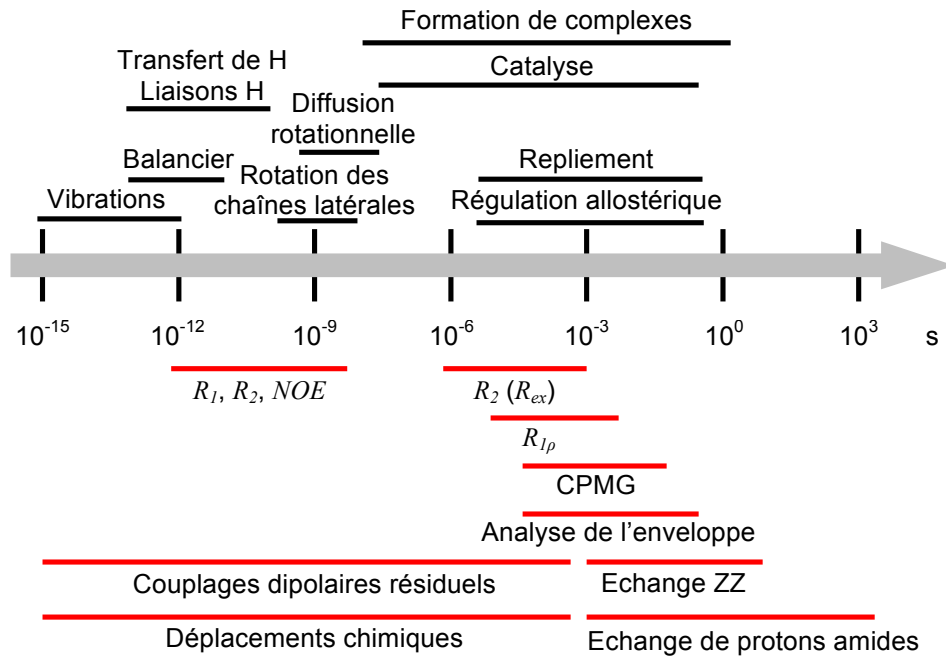 Formation de complexes
Transfert de H
Liaisons H
Catalyse
Diffusion
rotationnelle
Balancier
Repliement
Rotation des
chaînes latérales
Vibrations
Régulation allostérique
10⁻¹⁵ 10⁻¹² 10⁻⁹ 10⁻⁶ 10⁻³ 10⁰ 10³ s
R₁, R₂, NOE
R₂ (Rₑₓ)
R₁ᵨ
CPMG
Analyse de l’enveloppe
Couplages dipolaires résiduels
Echange ZZ
Déplacements chimiques
Echange de protons amides